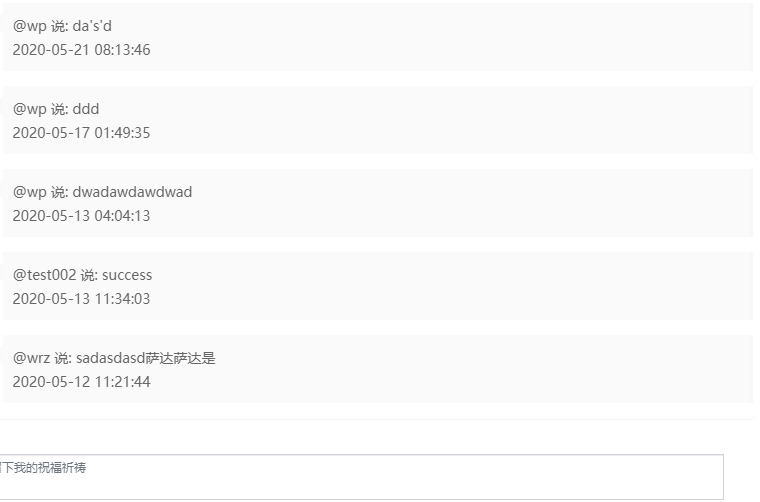 @wp 说: da's'd
2020-05-21 08:13:46
@wp 说: ddd
2020-05-17 01:49:35
@wp 说: dwadawdawdwad
2020-05-13 04:04:13
@test002 说: success
2020-05-13 11:34:03
@wrz 说: sadasdasd萨达萨达是
2020-05-12 11:21:44
下我的祝福祈祷